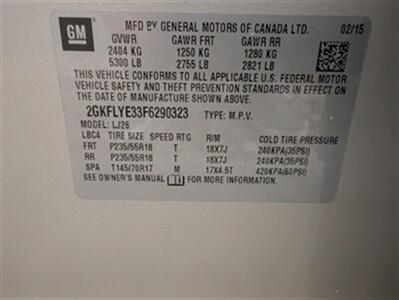 GM
MFD BY GENERAL MOTORS OF CANADA LTD. 02/15
GVWR GAWR FRT GAWR RR
2404 KG 1250 KG 1280 KG
5300 LB 2755 LB 2821 LB
THIS VEHICLE CONFORMS TO ALL APPLICABLE U.S. FEDERAL MOTOR
VEHICLE SAFETY AND THEFT PREVENTION STANDARDS IN EFFECT ON
THE DATE OF MANUFACTURE SHOWN ABOVE.
2GKFLYE33F6290323 TYPE: M.P.V.
MODEL: LJ26
LBC4 TIRE SIZE SPEED RTG RIM COLD TIRE PRESSURE
FRT P235/55R18 T 18X7J 240KPA(35PSI)
RR P235/55R18 T 18X7J 240KPA(35PSI)
SPA T145/70R17 M 17X4.5T 420KPA(60PSI)
SEE OWNER'S MANUAL FOR MORE INFORMATION.